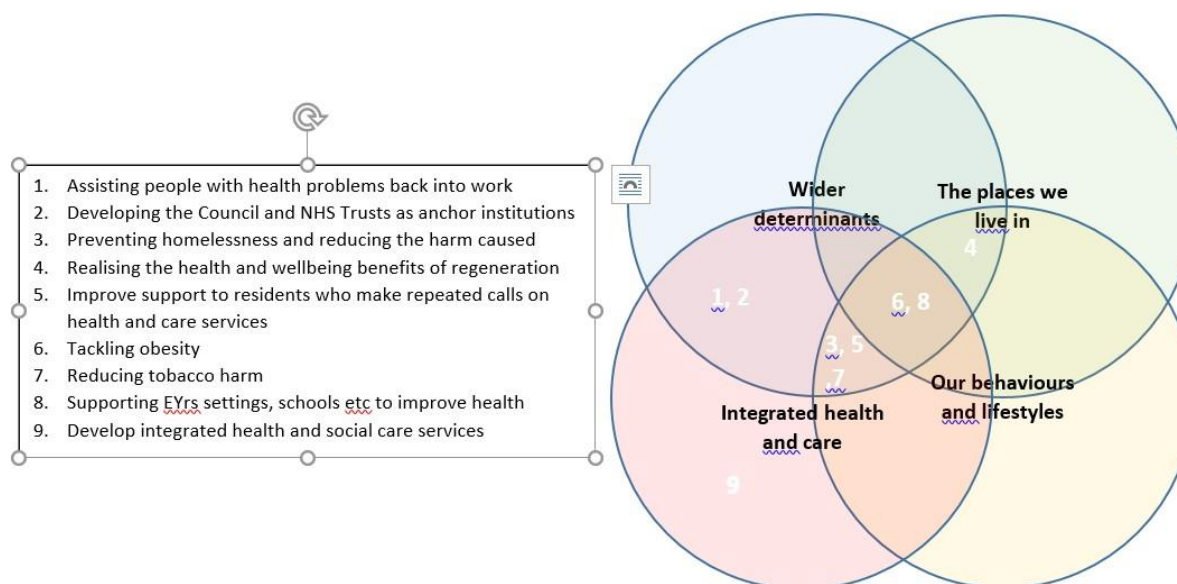 1. Assisting people with health problems back into work
2. Developing the Council and NHS Trusts as anchor institutions
3. Preventing homelessness and reducing the harm caused
4. Realising the health and wellbeing benefits of regeneration
5. Improve support to residents who make repeated calls on
health and care services
6. Tackling obesity
7. Reducing tobacco harm
8. Supporting EYrs settings, schools etc to improve health
9. Develop integrated health and social care services
Wider
determinants
The places we
live in
4
1, 2
6, 8
3, 5
,7
Our behaviours
and lifestyles
Integrated health
and care
9